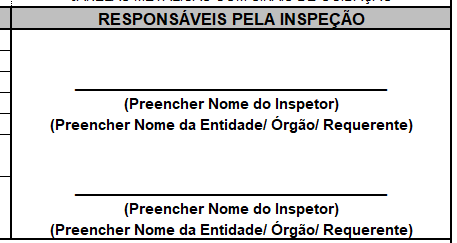 RESPONSÁVEIS PELA INSPEÇÃO
(Preencher Nome do Inspetor)
(Preencher Nome da Entidade/ Órgão/ Requerente)
(Preencher Nome do Inspetor)
(Preencher Nome da Entidade/ Órgão/ Requerente)